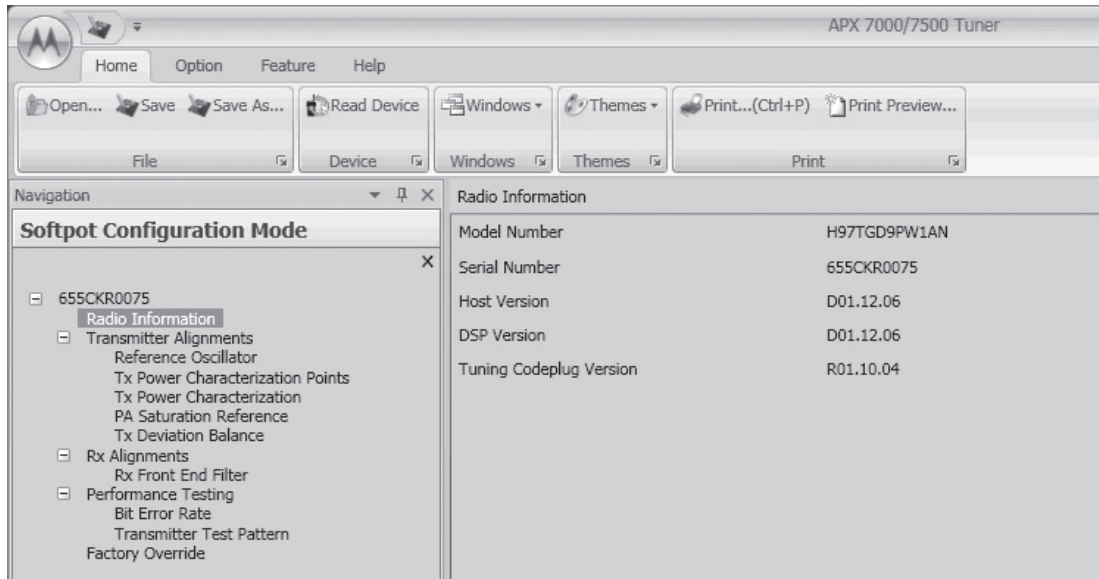 APX 7000/7500 Tuner
Home Option Feature Help
Open... Save Save As... Read Device Windows Themes Print...(Ctrl+P) Print Preview...
File Device Windows Themes Print
Navigation
Softpot Configuration Mode
655CKR0075
Radio Information
Transmitter Alignments
Reference Oscillator
Tx Power Characterization Points
Tx Power Characterization
PA Saturation Reference
Tx Deviation Balance
Rx Alignments
Rx Front End Filter
Performance Testing
Bit Error Rate
Transmitter Test Pattern
Factory Override
Radio Information
Model Number H97TGD9PW1AN
Serial Number 655CKR0075
Host Version D01.12.06
DSP Version D01.12.06
Tuning Codeplug Version R01.10.04